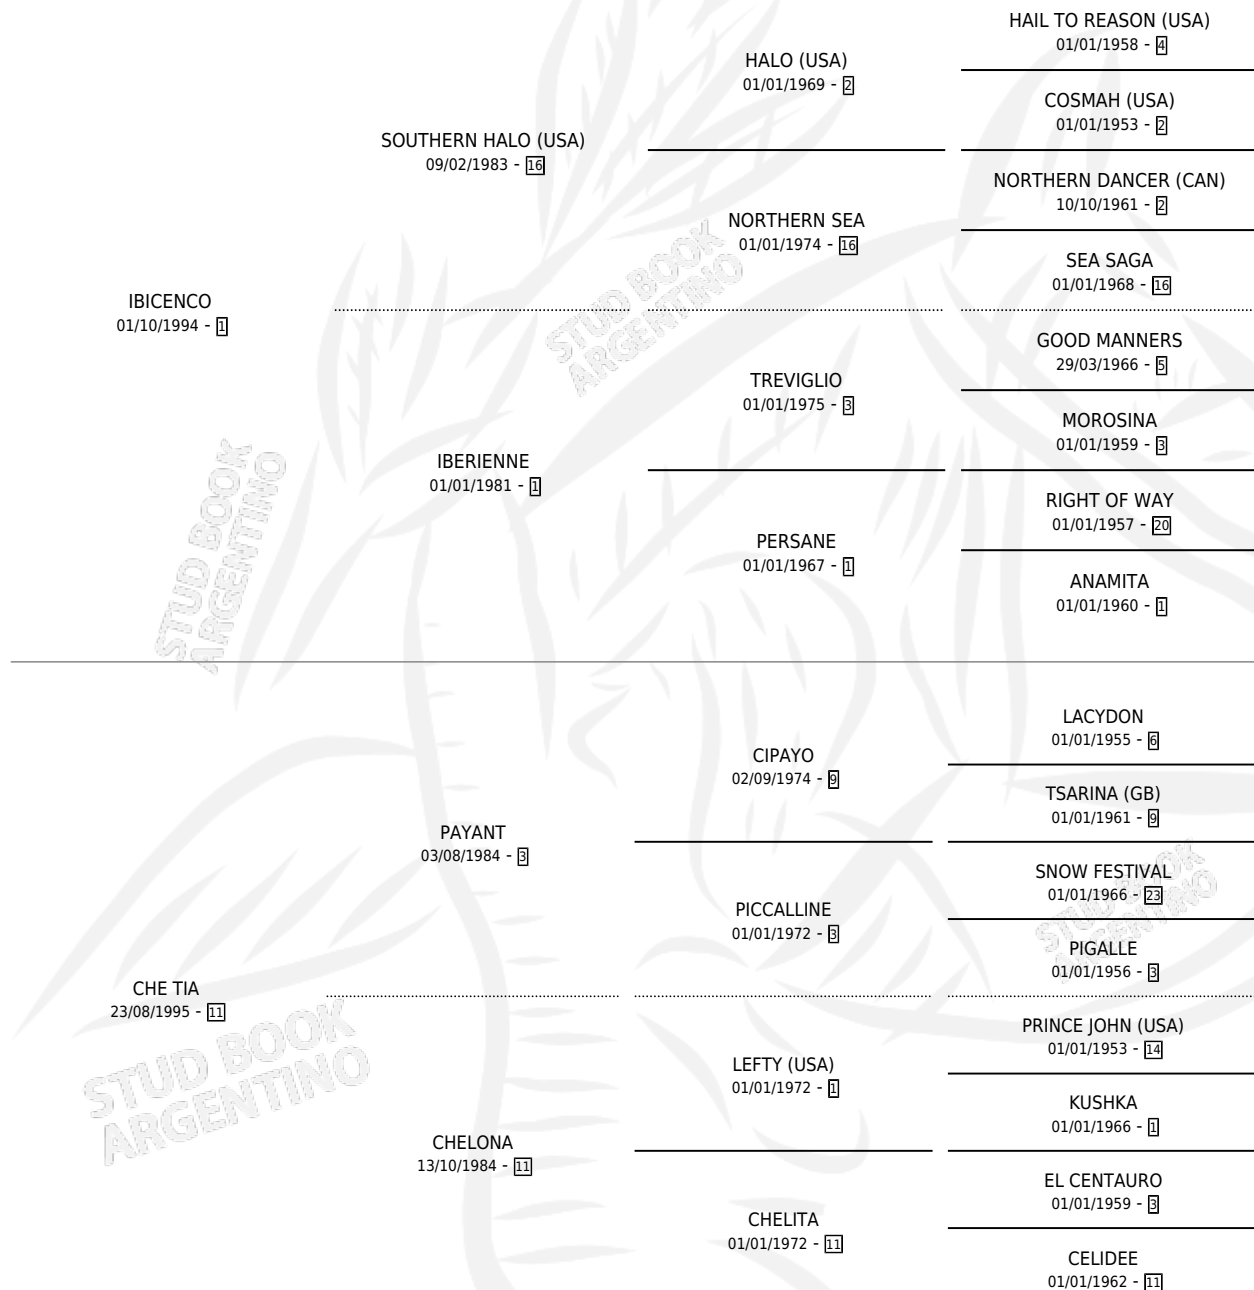 HAIL TO REASON (USA)
01/01/1958 - 4
HALO (USA)
01/01/1969 - 2
COSMAH (USA)
01/01/1953 - 2
SOUTHERN HALO (USA)
09/02/1983 - 16
NORTHERN DANCER (CAN)
10/10/1961 - 2
NORTHERN SEA
01/01/1974 - 16
SEA SAGA
01/01/1968 - 16
IBICENCO
01/10/1994 - 1
GOOD MANNERS
29/03/1966 - 5
TREVIGLIO
01/01/1975 - 3
MOROSINA
01/01/1959 - 3
IBERIENNE
01/01/1981 - 1
RIGHT OF WAY
01/01/1957 - 20
PERSANE
01/01/1967 - 1
ANAMITA
01/01/1960 - 1
LACYDON
01/01/1955 - 6
CIPAYO
02/09/1974 - 9
TSARINA (GB)
01/01/1961 - 9
PAYANT
03/08/1984 - 3
SNOW FESTIVAL
01/01/1966 - 23
PICCALLINE
01/01/1972 - 3
PIGALLE
01/01/1956 - 3
CHE TIA
23/08/1995 - 11
PRINCE JOHN (USA)
01/01/1953 - 14
LEFTY (USA)
01/01/1972 - 1
KUSHKA
01/01/1966 - 1
CHELONA
13/10/1984 - 11
EL CENTAURO
01/01/1959 - 3
CHELITA
01/01/1972 - 11
CELIDEE
01/01/1962 - 11
STUD BOOK
ARGENTINO
STUD BOOK
ARGENTINO
STUD BOOK
ARGENTINO
STUD BOOK
ARGENTINO